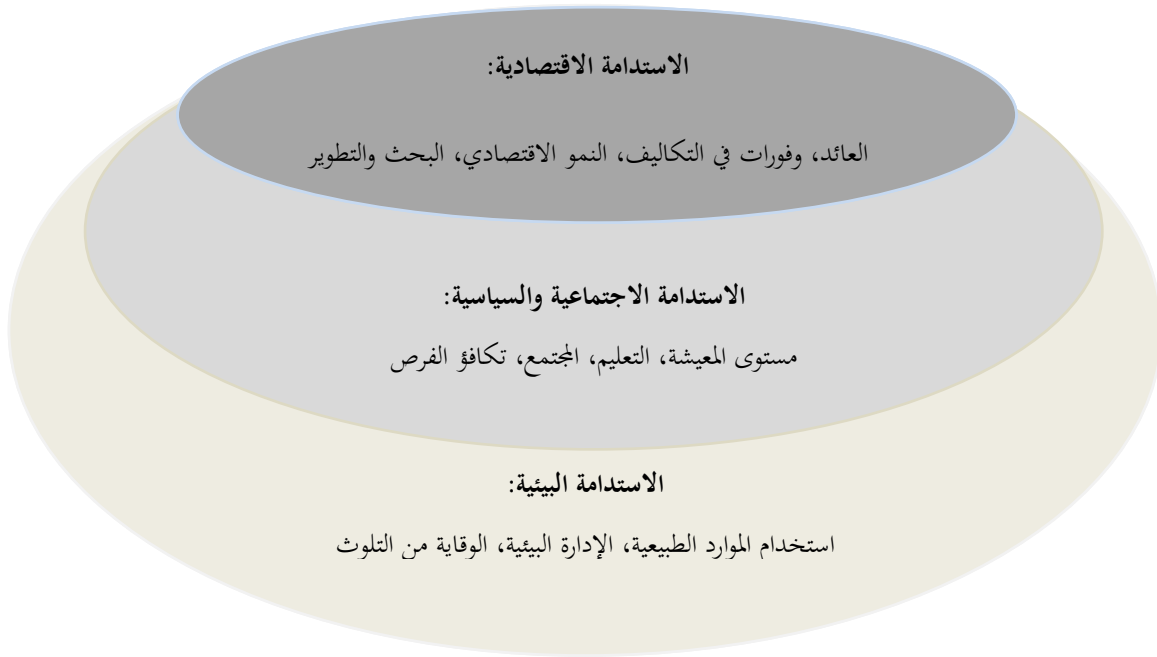 الاستدامة الاقتصادية:
العائد، وفورات في التكاليف، النمو الاقتصادي، البحث والتطوير
الاستدامة الاجتماعية والسياسية:
مستوى المعيشة، التعليم، المجتمع، تكافؤ الفرص
الاستدامة البيئية:
استخدام الموارد الطبيعية، الإدارة البيئية، الوقاية من التلوث